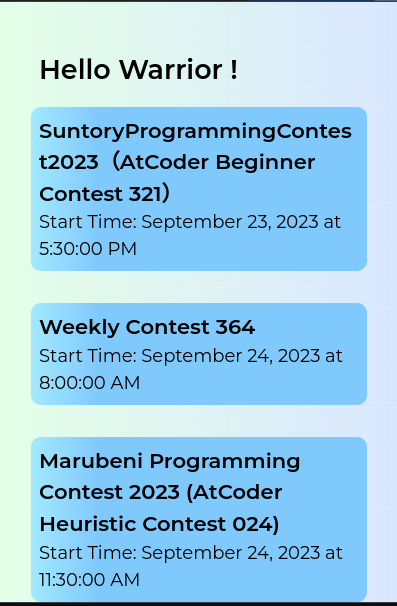 Hello Warrior !
SuntoryProgrammingContes
t2023（AtCoder Beginner
Contest 321）
Start Time: September 23, 2023 at
5:30:00 PM
Weekly Contest 364
Start Time: September 24, 2023 at
8:00:00 AM
Marubeni Programming
Contest 2023 (AtCoder
Heuristic Contest 024)
Start Time: September 24, 2023 at
11:30:00 AM